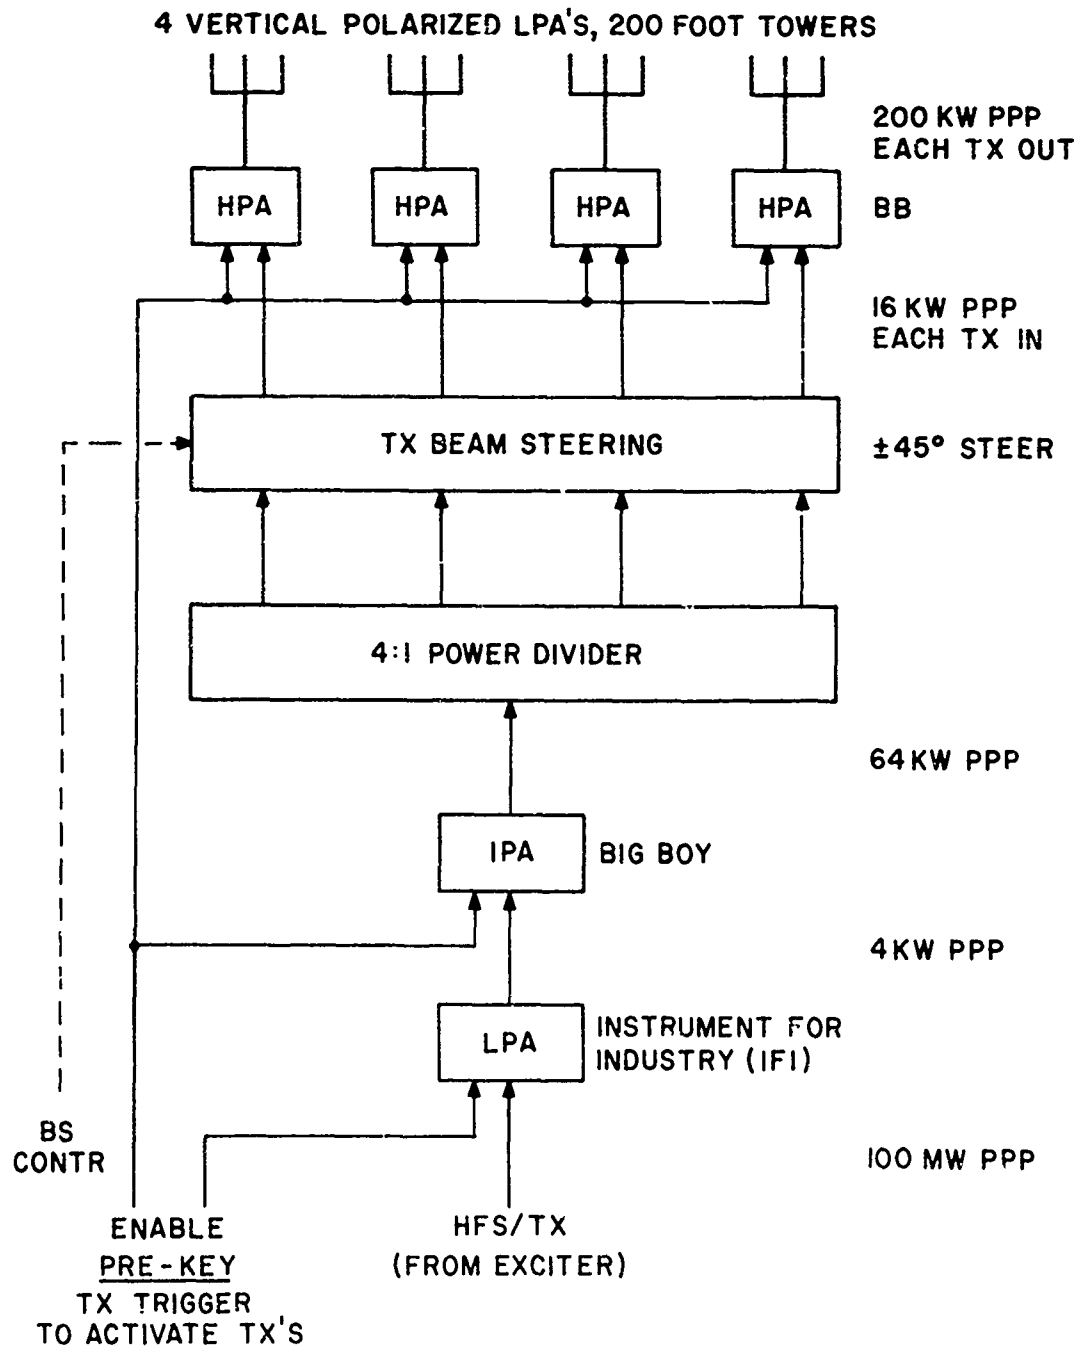 4 VERTICAL POLARIZED LPA'S, 200 FOOT TOWERS
200 KW PPP
EACH TX OUT
HPA
HPA
HPA
HPA
BB
16 KW PPP
EACH TX IN
TX BEAM STEERING
±45° STEER
4:1 POWER DIVIDER
64 KW PPP
IPA
BIG BOY
4 KW PPP
LPA
INSTRUMENT FOR
INDUSTRY (IFI)
BS
CONTR
100 MW PPP
ENABLE
PRE-KEY
TX TRIGGER
TO ACTIVATE TX'S
HFS/TX
(FROM EXCITER)